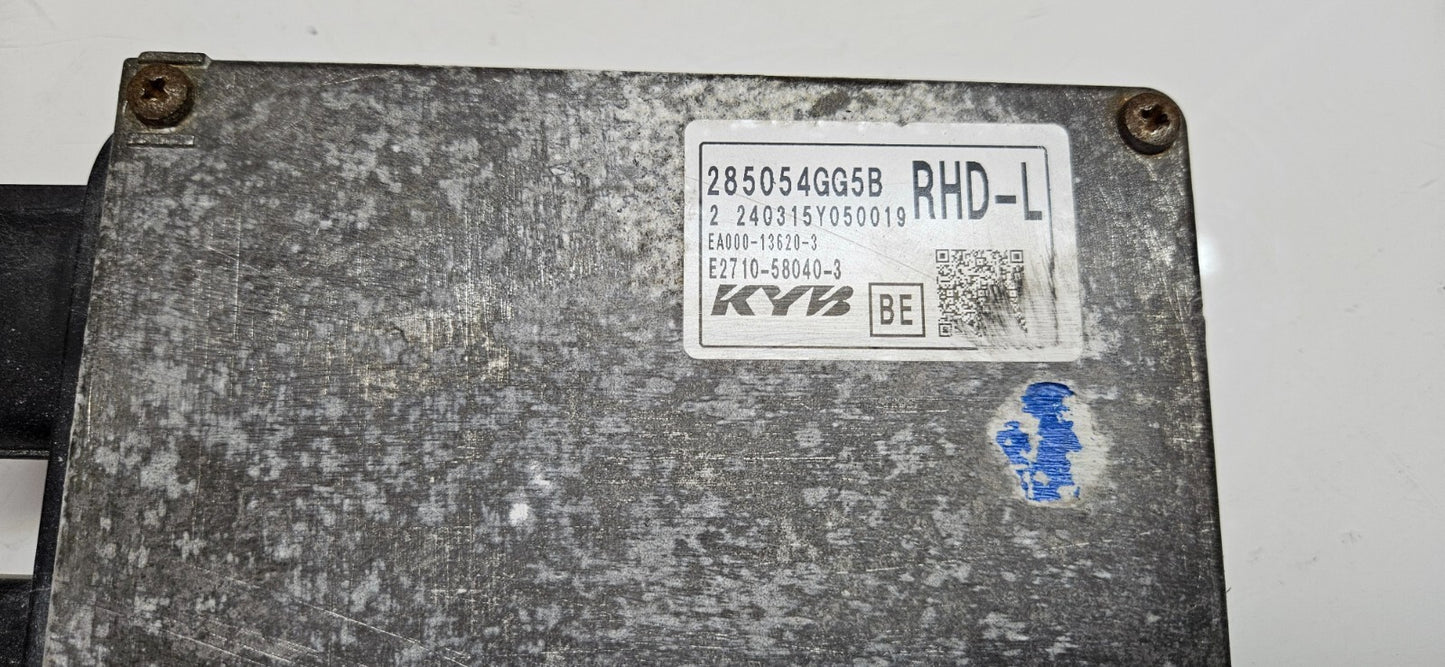 285054GG5B RHD-L
2 240315Y050019
EA000-13620-3
E2710-58040-3
KYB BE